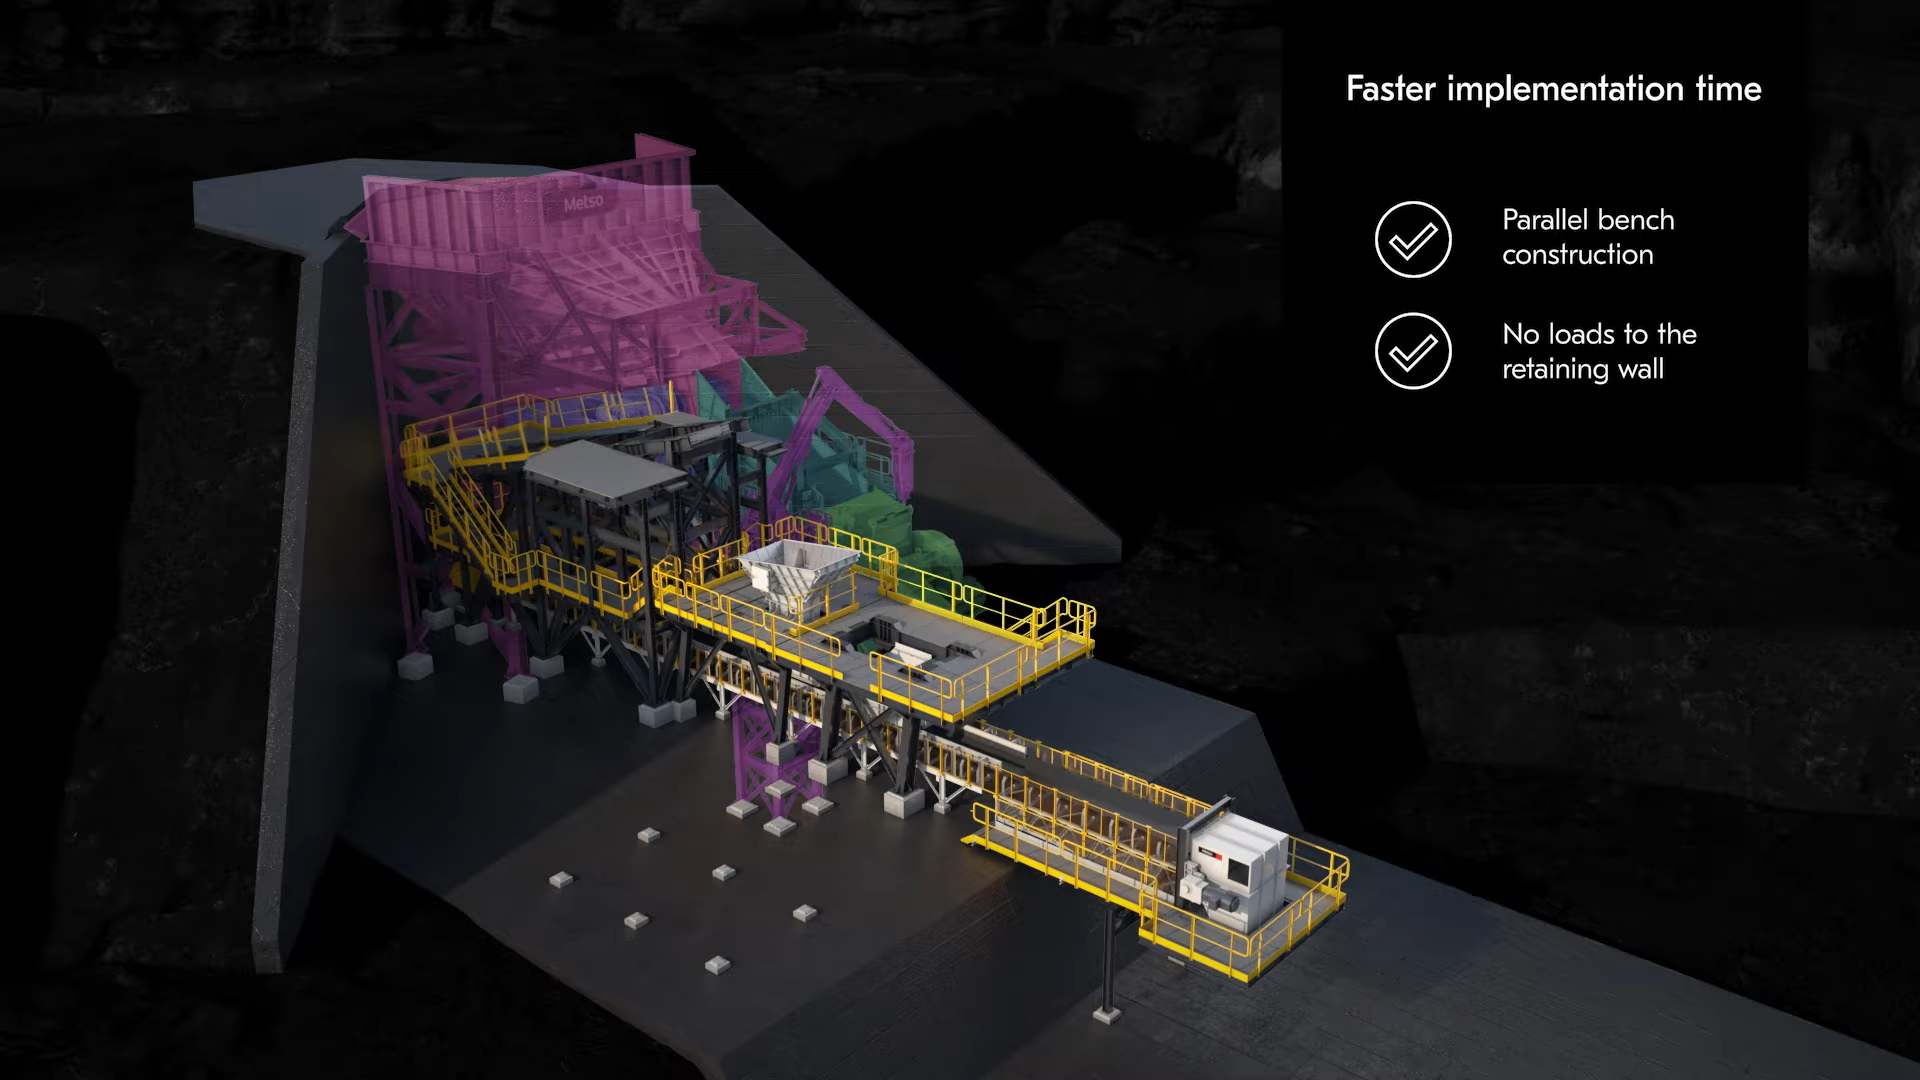 Faster implementation time
Parallel bench
construction
No loads to the
retaining wall
Metso